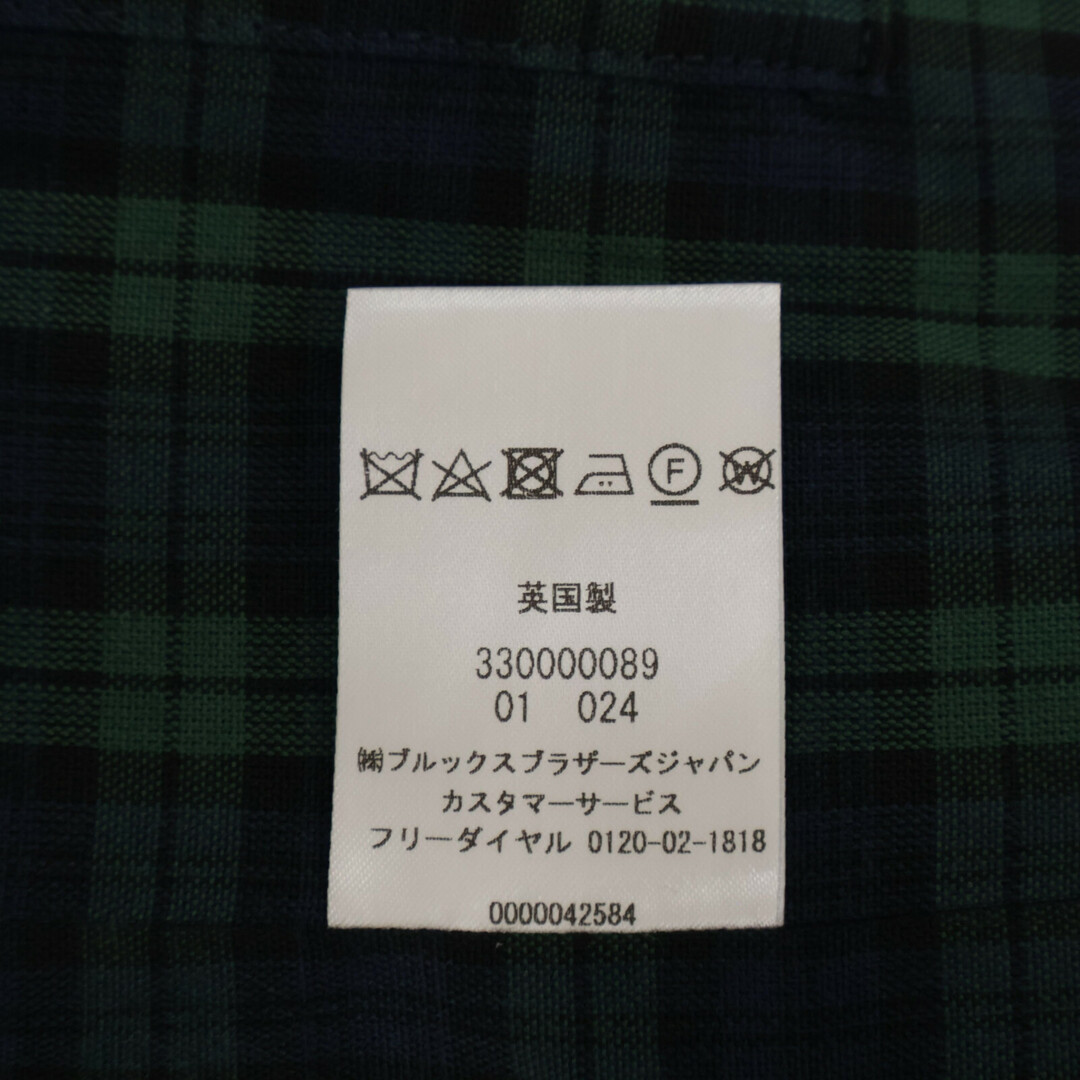 F W
英国製
330000089
01 024
㈱ブルックスブラザーズジャパン
カスタマーサービス
フリーダイヤル 0120-02-1818
0000042584